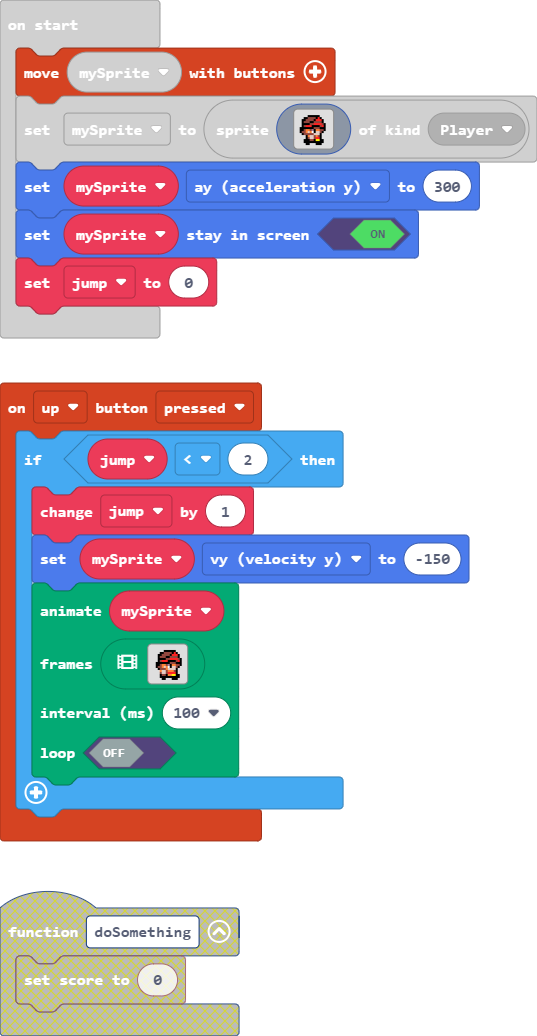 on start
move mySprite with buttons
set mySprite to sprite of kind Player
set mySprite ay (acceleration y) to 300
set mySprite stay in screen ON
set jump to 0
on up button pressed
if jump < 2 then
change jump by 1
set mySprite vy (velocity y) to -150
animate mySprite
frames
interval (ms) 100
loop OFF
function doSomething
set score to 0